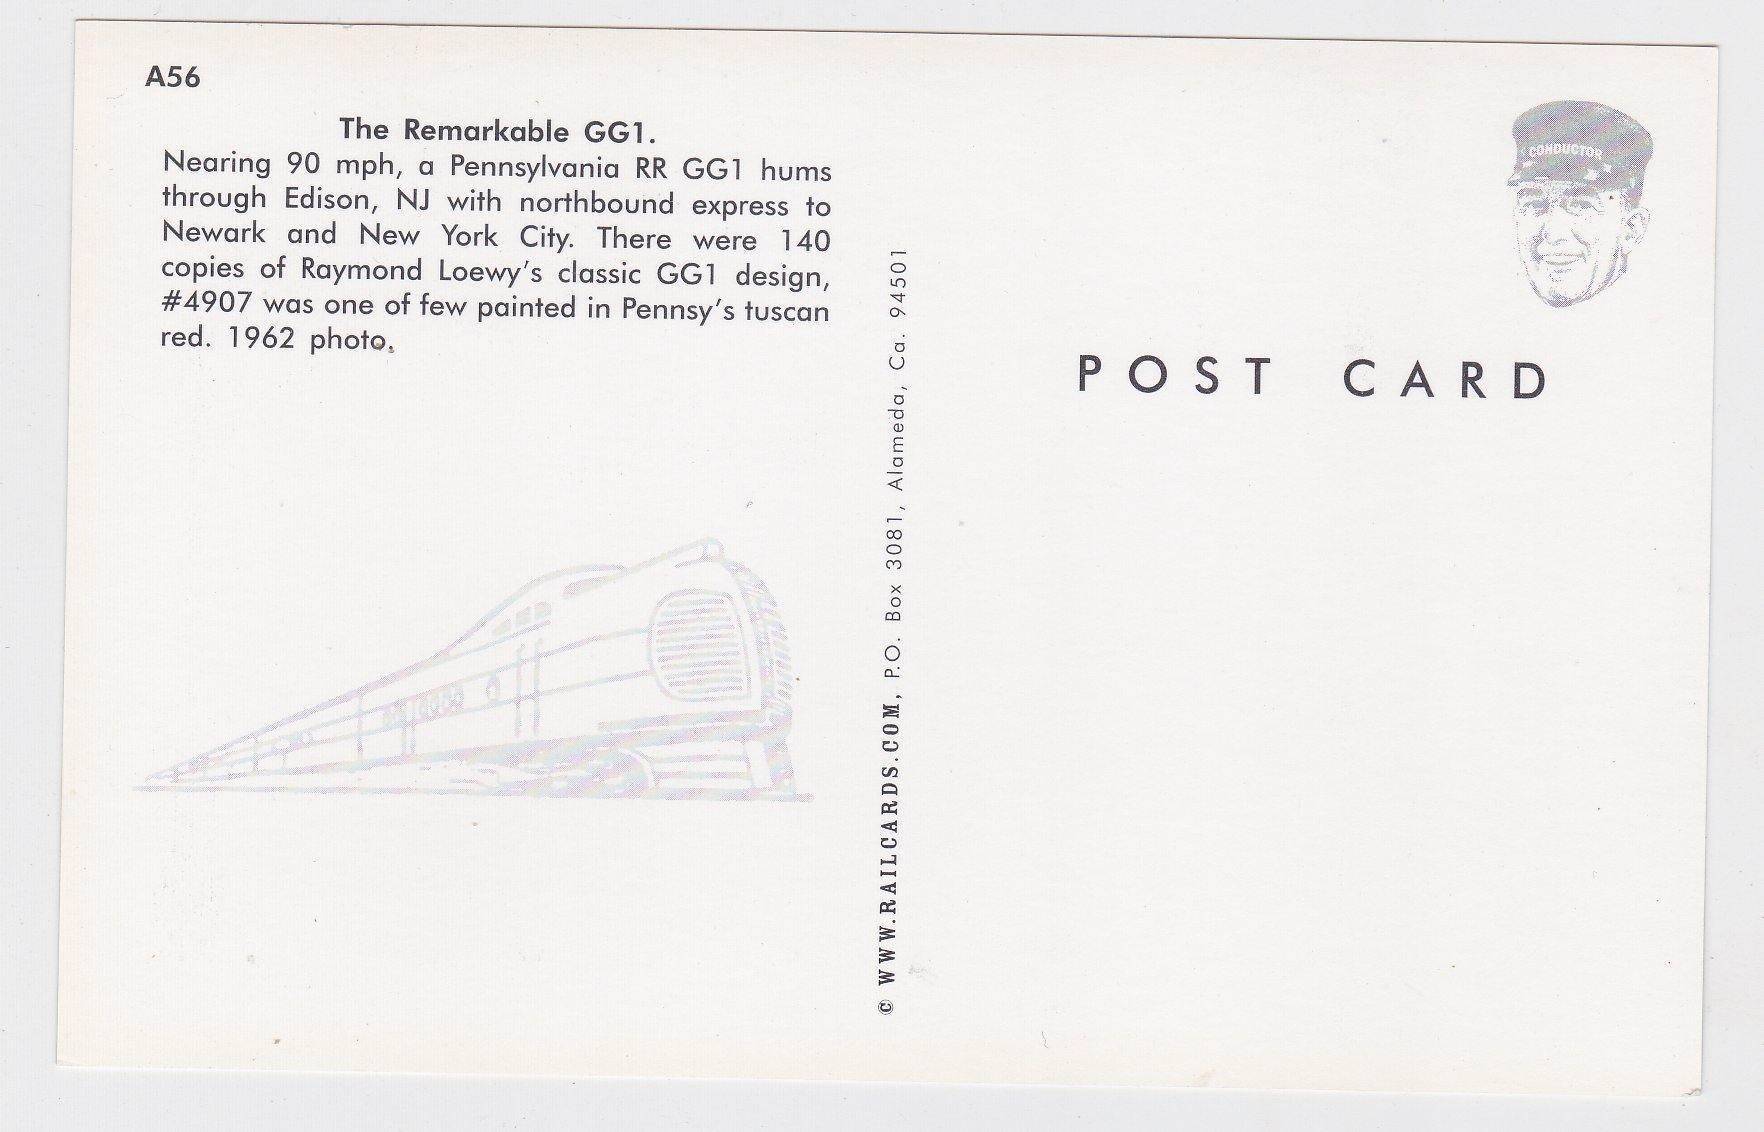 A56
The Remarkable GG1.
Nearing 90 mph, a Pennsylvania RR GG1 hums
through Edison, NJ with northbound express to
Newark and New York City. There were 140
copies of Raymond Loewy's classic GG1 design,
#4907 was one of few painted in Pennsy's tuscan
red. 1962 photo.
© WWW.RAILCARDS.COM, P.O. Box 3081, Alameda, Ca. 94501
CONDUCTOR
POST CARD